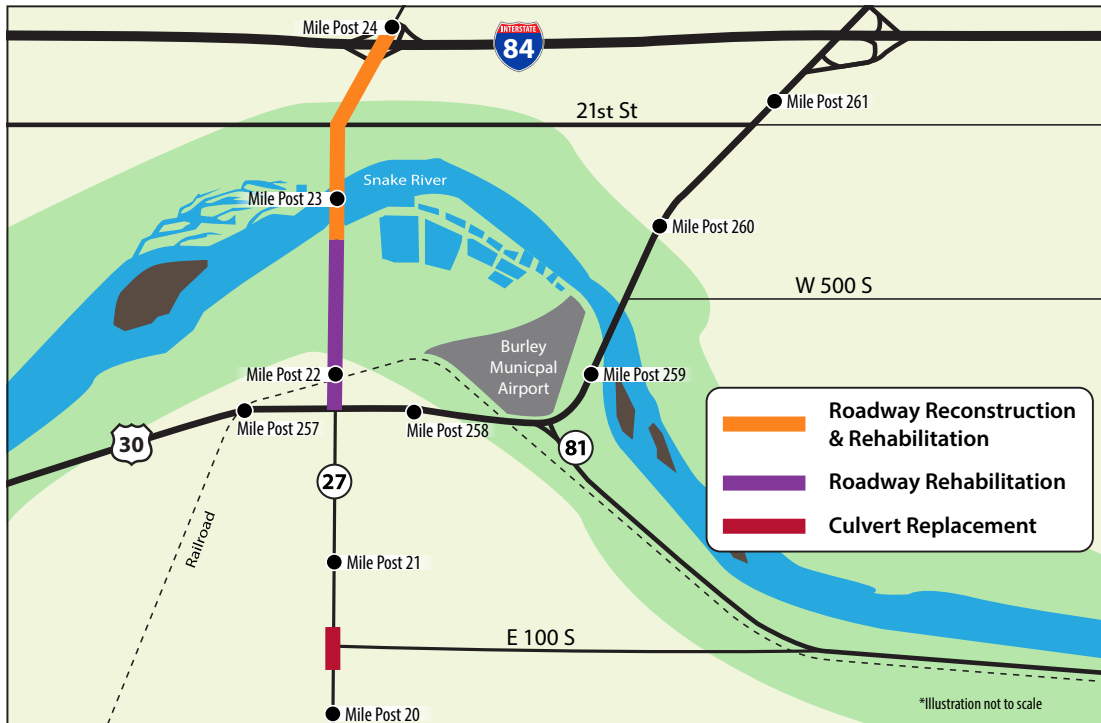 Mile Post 24
INTERSTATE
84
21st St
Mile Post 261
Snake River
Mile Post 23
Mile Post 260
W 500 S
Burley
Municpal
Airport
Mile Post 22
Mile Post 259
Mile Post 257
Mile Post 258
30
81
27
Railroad
Mile Post 21
E 100 S
Mile Post 20
Roadway Reconstruction
& Rehabilitation
Roadway Rehabilitation
Culvert Replacement
*Illustration not to scale